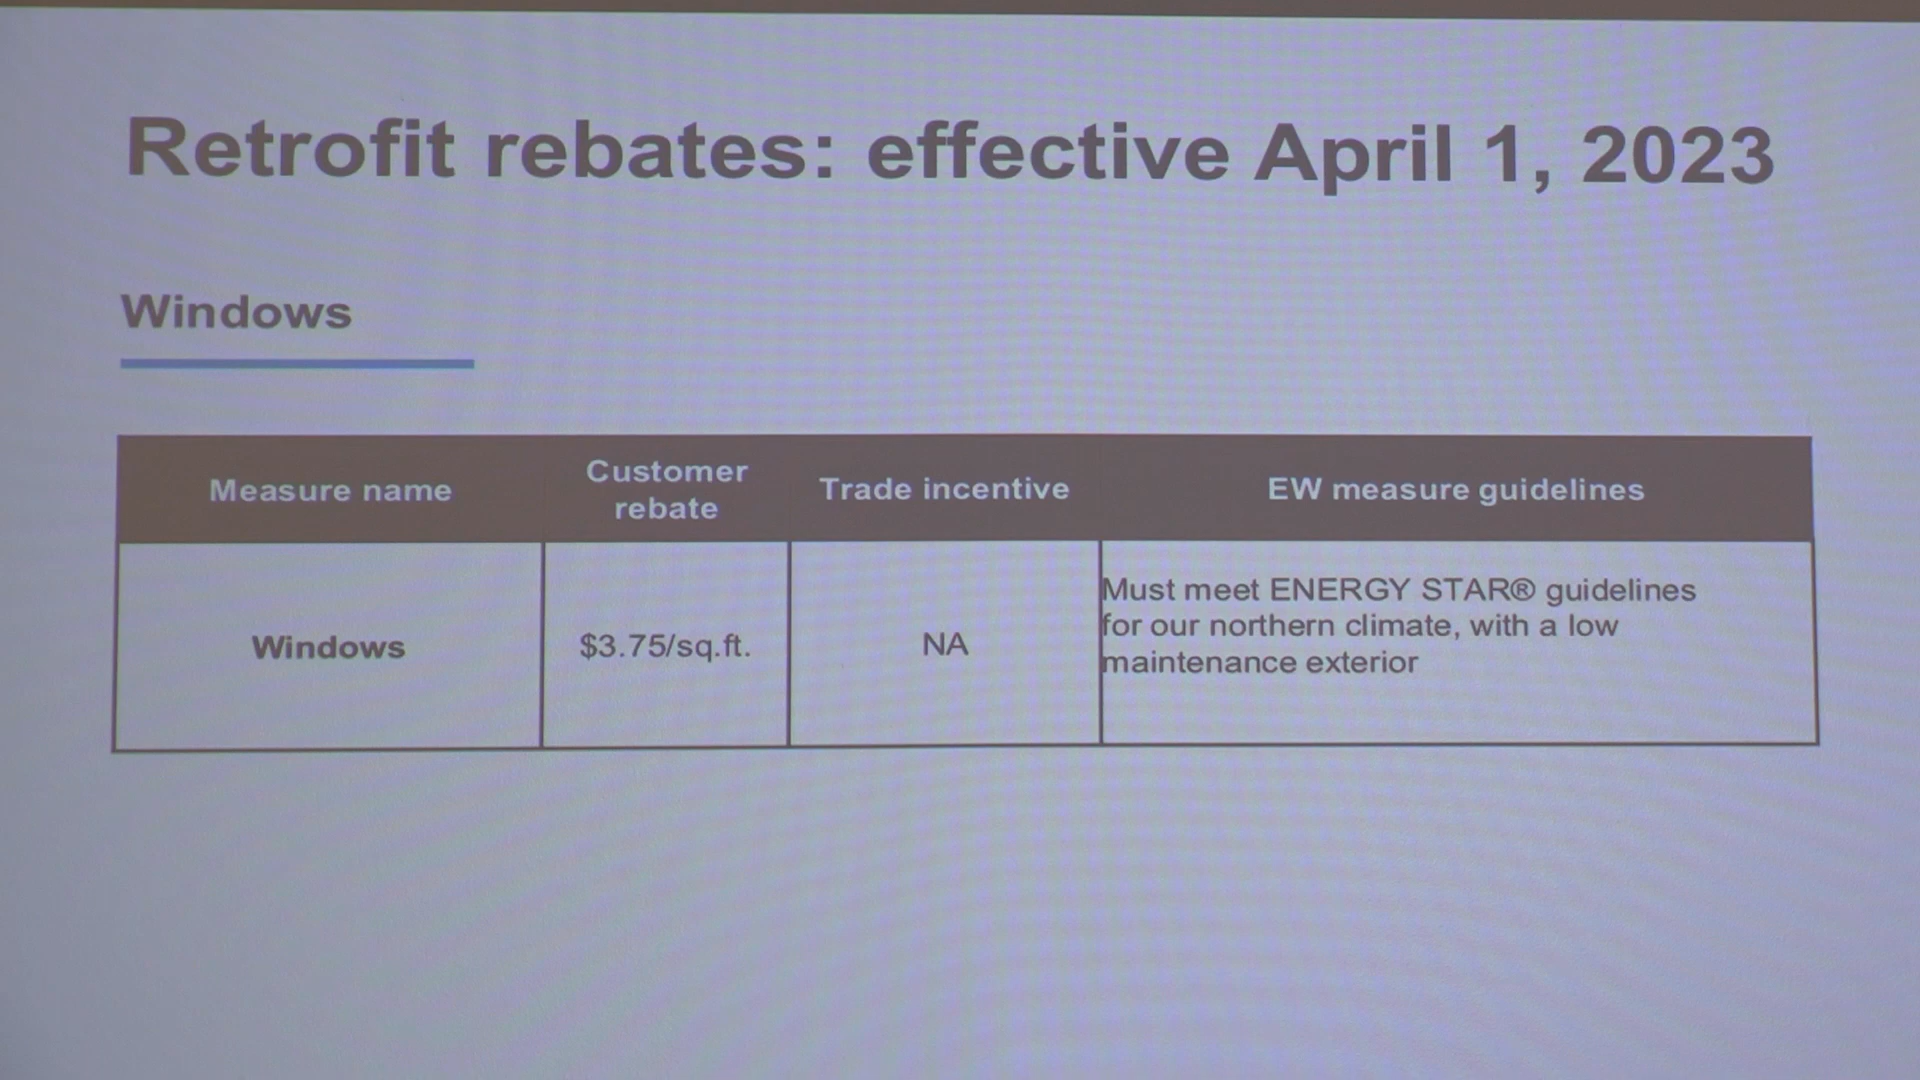 Retrofit rebates: effective April 1, 2023
Windows
Measure name
Customer
rebate
Trade incentive
EW measure guidelines
Windows
$3.75/sq.ft.
NA
Must meet ENERGY STAR® guidelines
for our northern climate, with a low
maintenance exterior